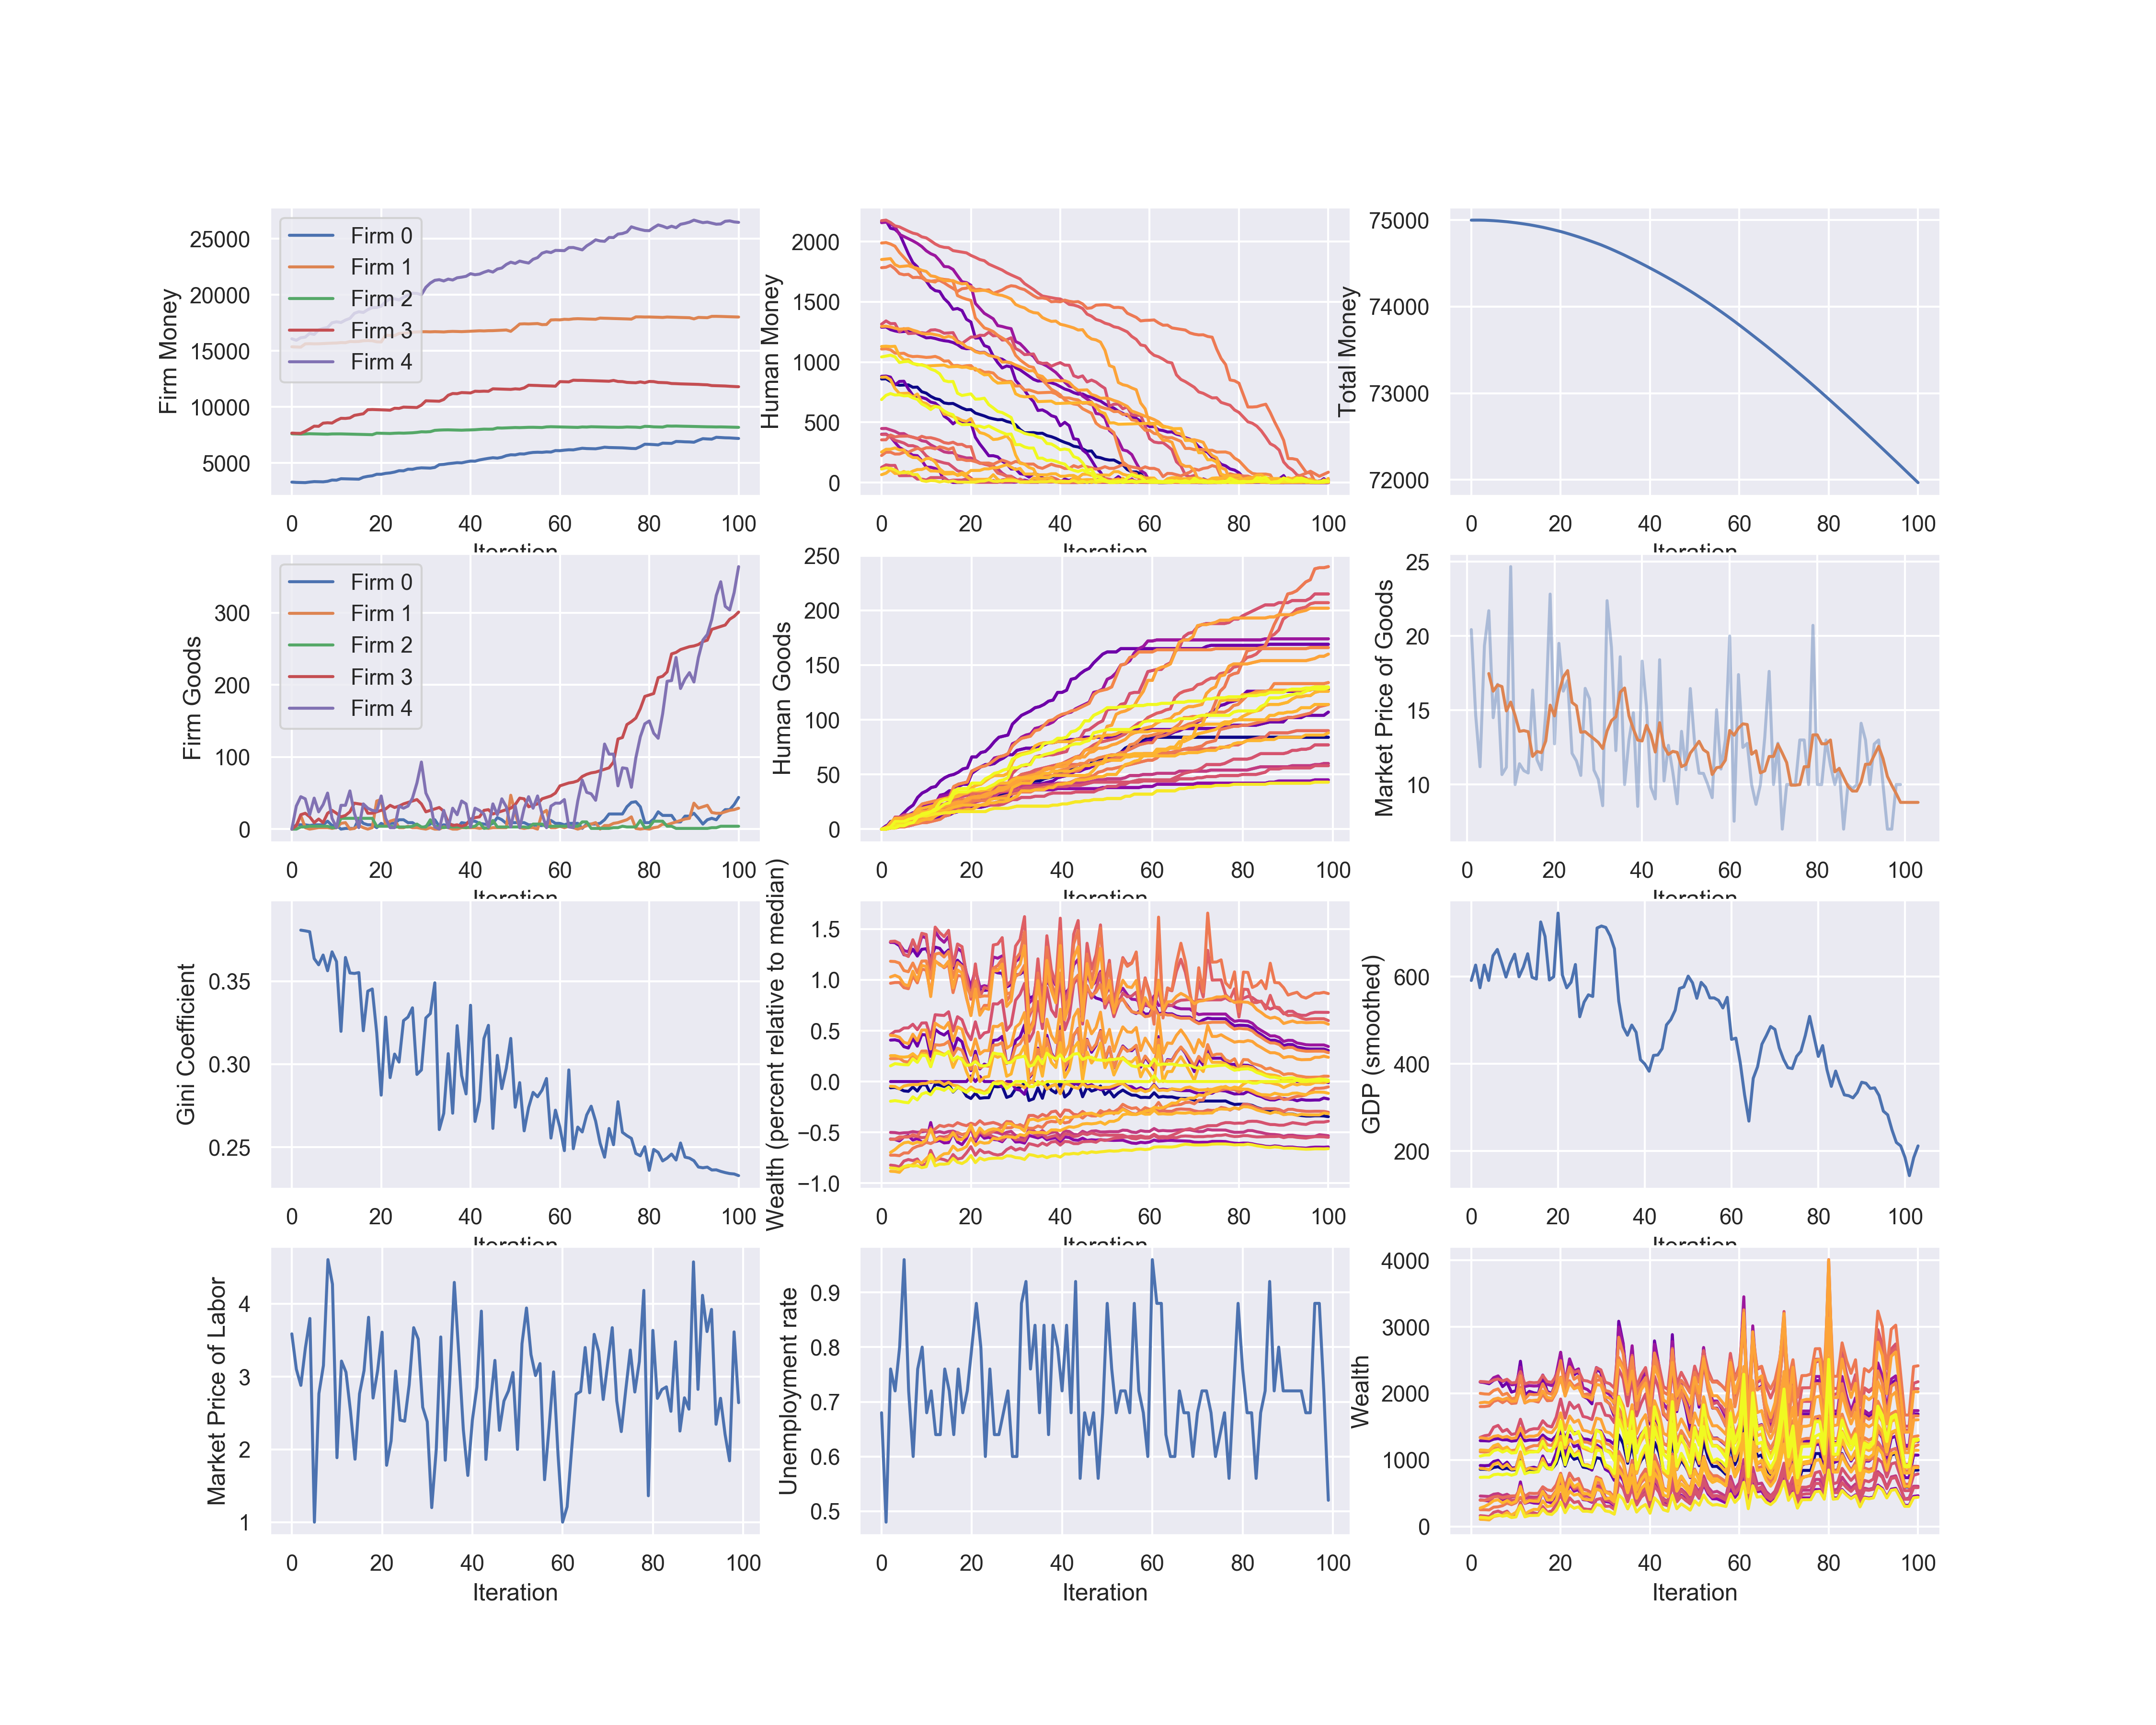 Firm Money
25000
20000
15000
10000
5000
Firm 0
Firm 1
Firm 2
Firm 3
Firm 4
0 20 40 60 80 100
Iteration
Human Money
2000
1500
1000
500
0
0 20 40 60 80 100
Iteration
Total Money
75000
74000
73000
72000
0 20 40 60 80 100
Iteration
Firm Goods
300
200
100
0
Firm 0
Firm 1
Firm 2
Firm 3
Firm 4
0 20 40 60 80 100
Iteration
Human Goods
250
200
150
100
50
0
0 20 40 60 80 100
Iteration
Market Price of Goods
25
20
15
10
0 20 40 60 80 100
Iteration
Gini Coefficient
0.35
0.30
0.25
0 20 40 60 80 100
Iteration
Wealth (percent relative to median)
1.5
1.0
0.5
0.0
−0.5
−1.0
0 20 40 60 80 100
Iteration
GDP (smoothed)
600
400
200
0 20 40 60 80 100
Iteration
Market Price of Labor
4
3
2
1
0 20 40 60 80 100
Iteration
Unemployment rate
0.9
0.8
0.7
0.6
0.5
0 20 40 60 80 100
Iteration
Wealth
4000
3000
2000
1000
0
0 20 40 60 80 100
Iteration